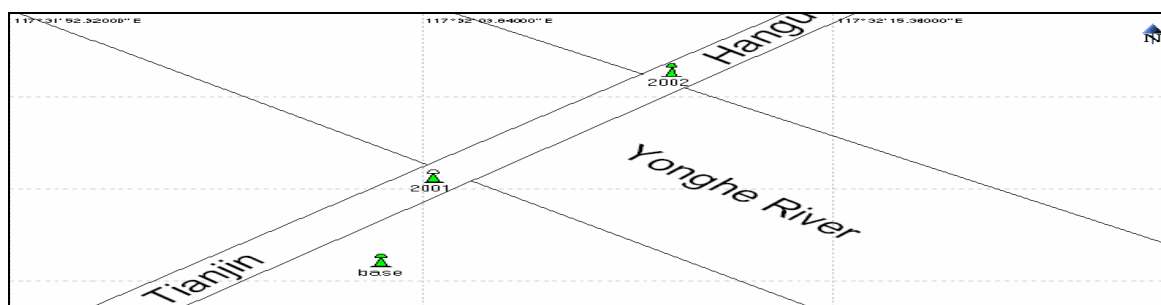 117°31'52.32000"E
117°32'03.84000"E
117°32'15.36000"E
N
Hangu
2002
Yonghe River
2001
base
Tianjin